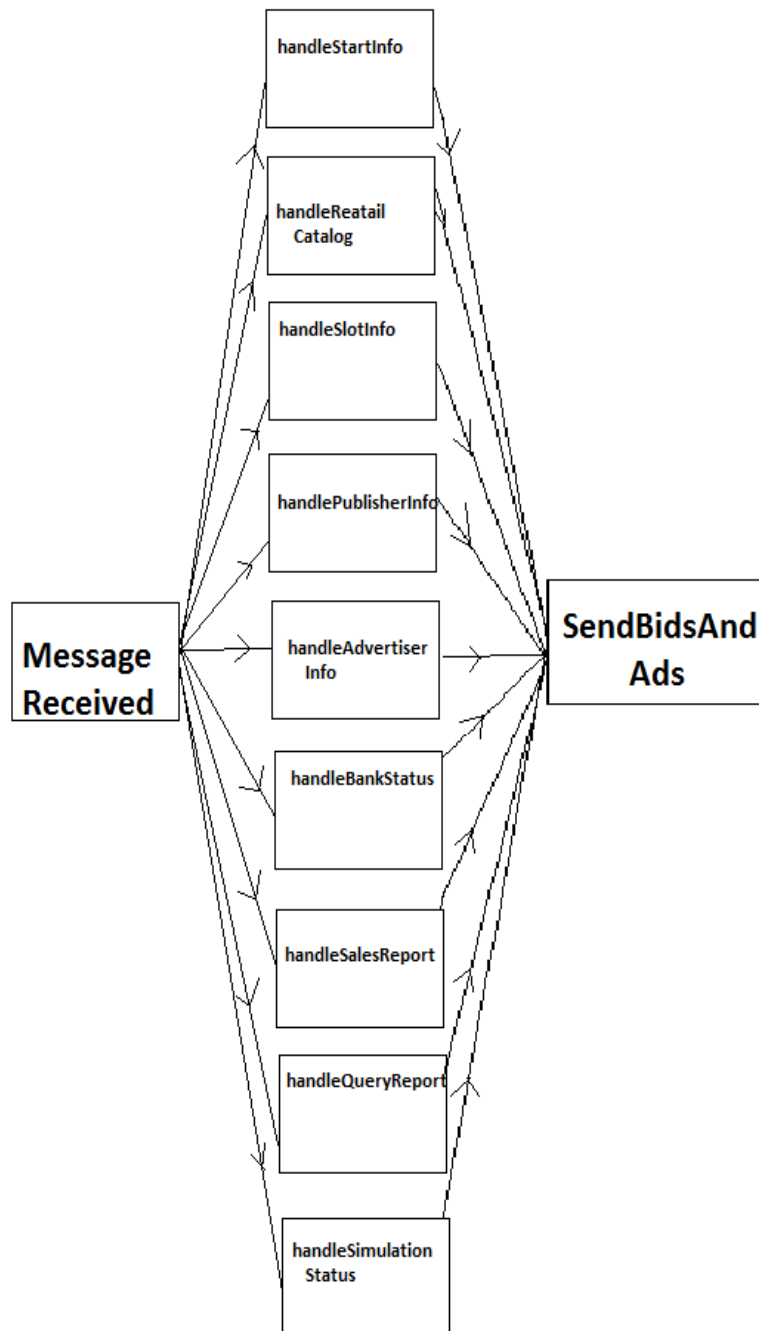 handleStartInfo
handleReatail
Catalog
handleSlotInfo
handlePublisherInfo
Message
Received
handleAdvertiser
Info
SendBidsAnd
Ads
handleBankStatus
handleSalesReport
handleQueryReport
handleSimulation
Status